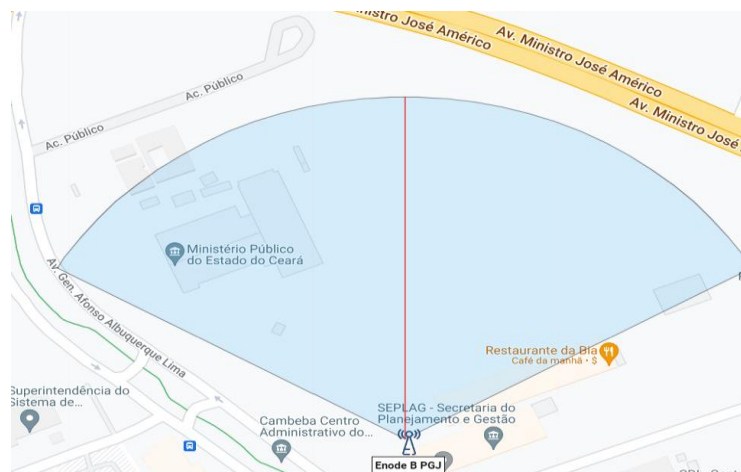 Ministro José Américo
Av. Ministro José Américo
Av. Ministro José A
Ac. Público
Ac. Público
Ministério Público
do Estado do Ceará
Av. Gen. Afonso Albuquerque Lima
Restaurante da Bia
Café da manhã • $
Superintendência do
Sistema de...
SEPLAG - Secretaria do
Planejamento e Gestão
Cambeba Centro
Administrativo do...
Enode B PGJ